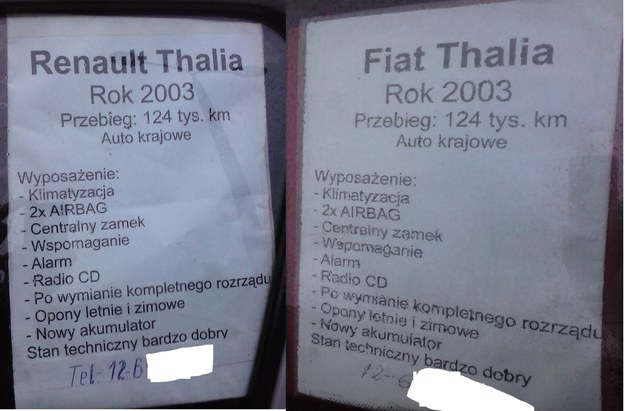 Renault Thalia
Rok 2003
Przebieg: 124 tys. km
Auto krajowe
Wyposażenie:
- Klimatyzacja
- 2x AIRBAG
- Centralny zamek
- Wspomaganie
- Alarm
- Radio CD
- Po wymianie kompletnego rozrządu
- Opony letnie i zimowe
- Nowy akumulator
Stan techniczny bardzo dobry
Tel. 12-6
Fiat Thalia
Rok 2003
Przebieg: 124 tys. km
Auto krajowe
Wyposażenie:
- Klimatyzacja
- 2x AIRBAG
- Centralny zamek
- Wspomaganie
- Alarm
- Radio CD
- Po wymianie kompletnego rozrządu
- Opony letnie i zimowe
- Nowy akumulator
Stan techniczny bardzo dobry
12-6